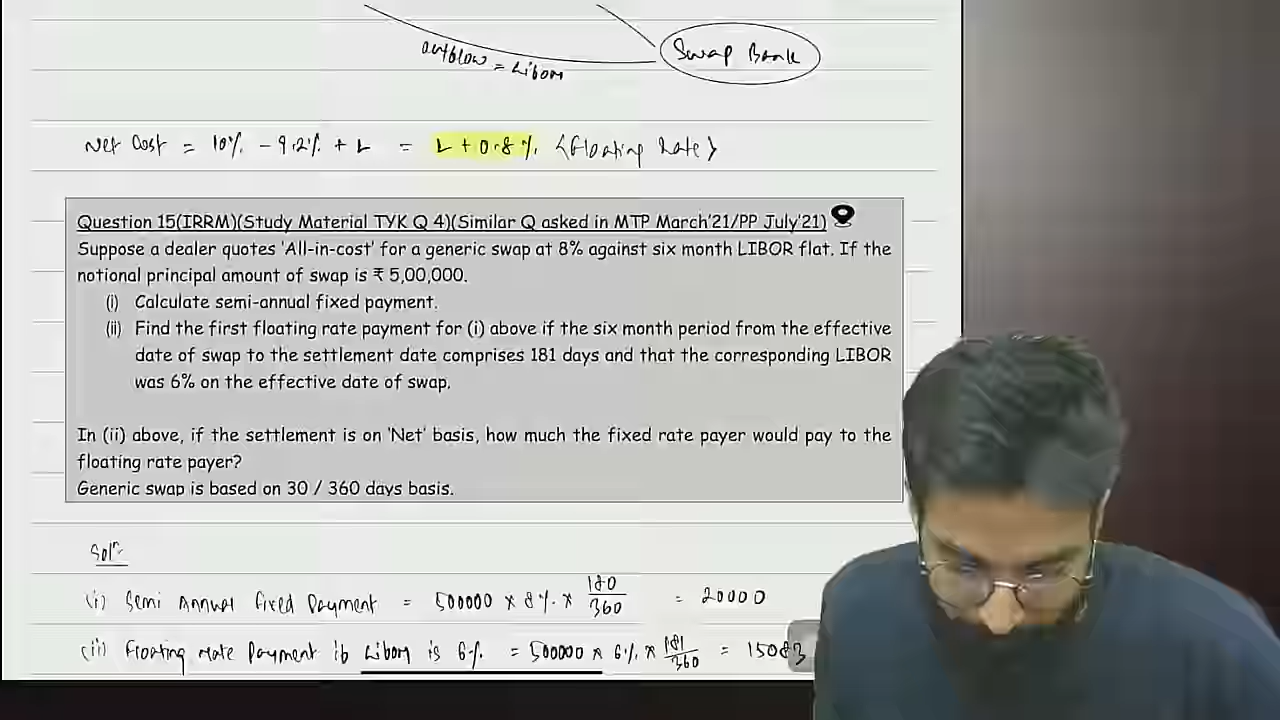 outflow = Libom
Swap Bank
Net Cost = 10% - 9.2% + L = L + 0.8% (Floating Rate)
Question 15(IRRM)(Study Material TYK Q 4)(Similar Q asked in MTP March'21/PP July'21)
Suppose a dealer quotes 'All-in-cost' for a generic swap at 8% against six month LIBOR flat. If the
notional principal amount of swap is ₹ 5,00,000.
(i) Calculate semi-annual fixed payment.
(ii) Find the first floating rate payment for (i) above if the six month period from the effective
date of swap to the settlement date comprises 181 days and that the corresponding LIBOR
was 6% on the effective date of swap.
In (ii) above, if the settlement is on 'Net' basis, how much the fixed rate payer would pay to the
floating rate payer?
Generic swap is based on 30 / 360 days basis.
Solⁿ
(i) Semi Annual Fixed Payment = 500000 × 8% × 180/360 = 20000
(ii) Floating rate Payment if Libom is 6% = 500000 × 6% × 181/360 = 15083